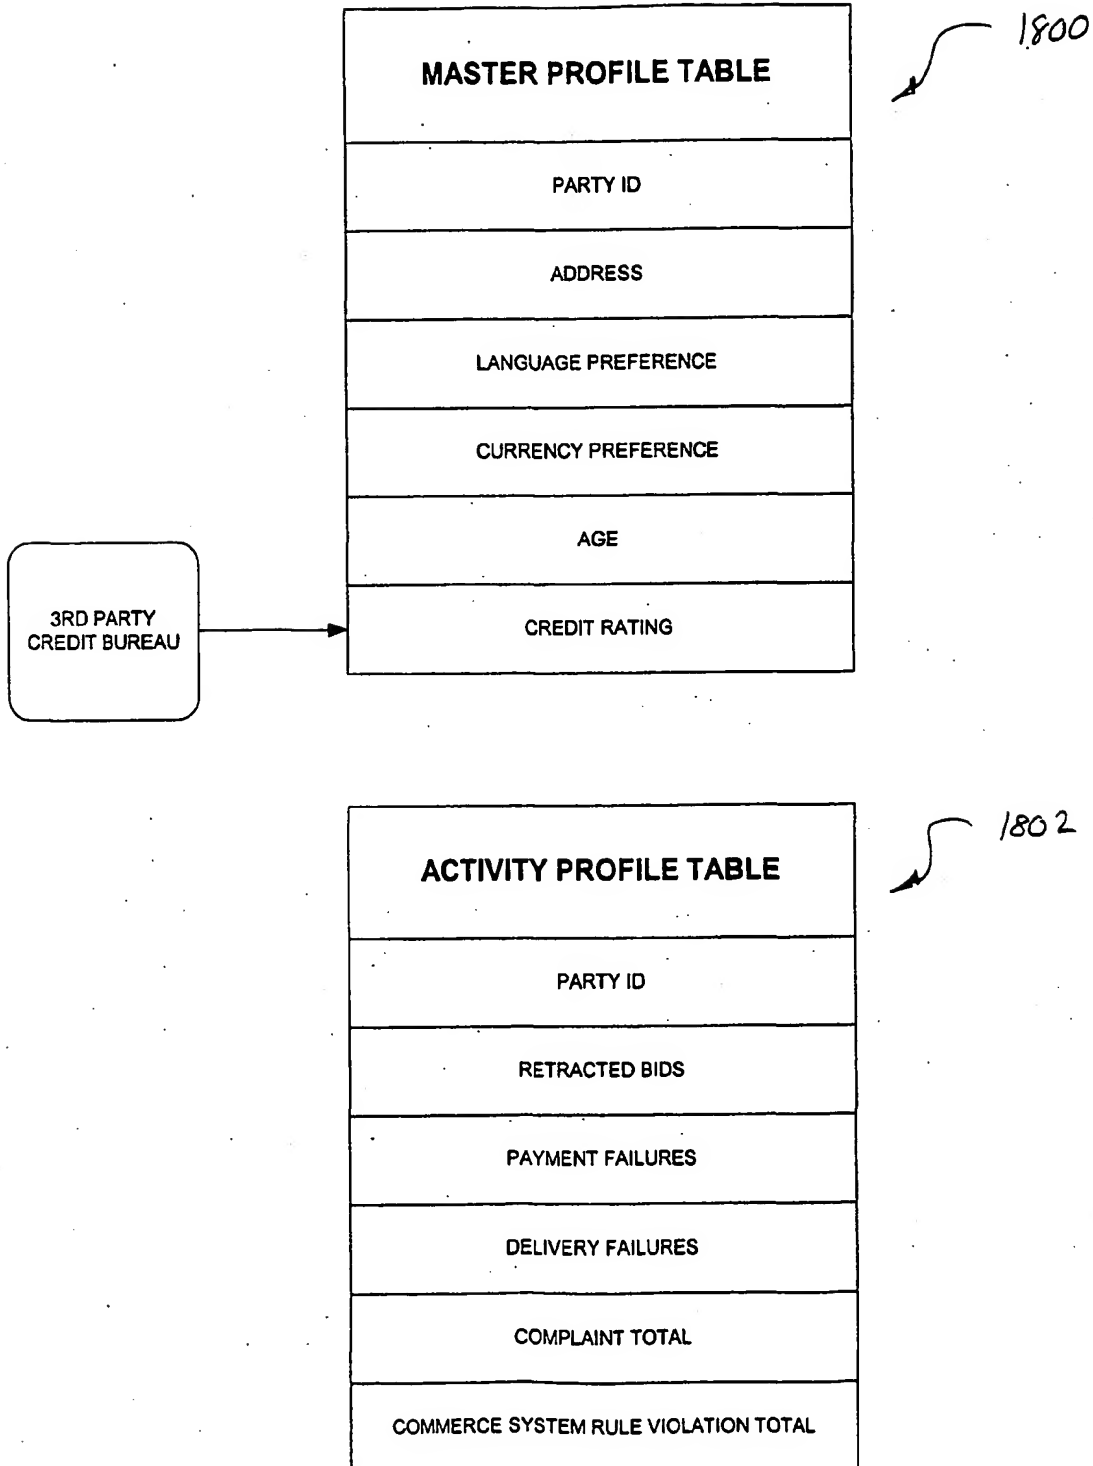 1800
MASTER PROFILE TABLE
PARTY ID
ADDRESS
LANGUAGE PREFERENCE
CURRENCY PREFERENCE
AGE
3RD PARTY
CREDIT BUREAU
CREDIT RATING
1802
ACTIVITY PROFILE TABLE
PARTY ID
RETRACTED BIDS
PAYMENT FAILURES
DELIVERY FAILURES
COMPLAINT TOTAL
COMMERCE SYSTEM RULE VIOLATION TOTAL